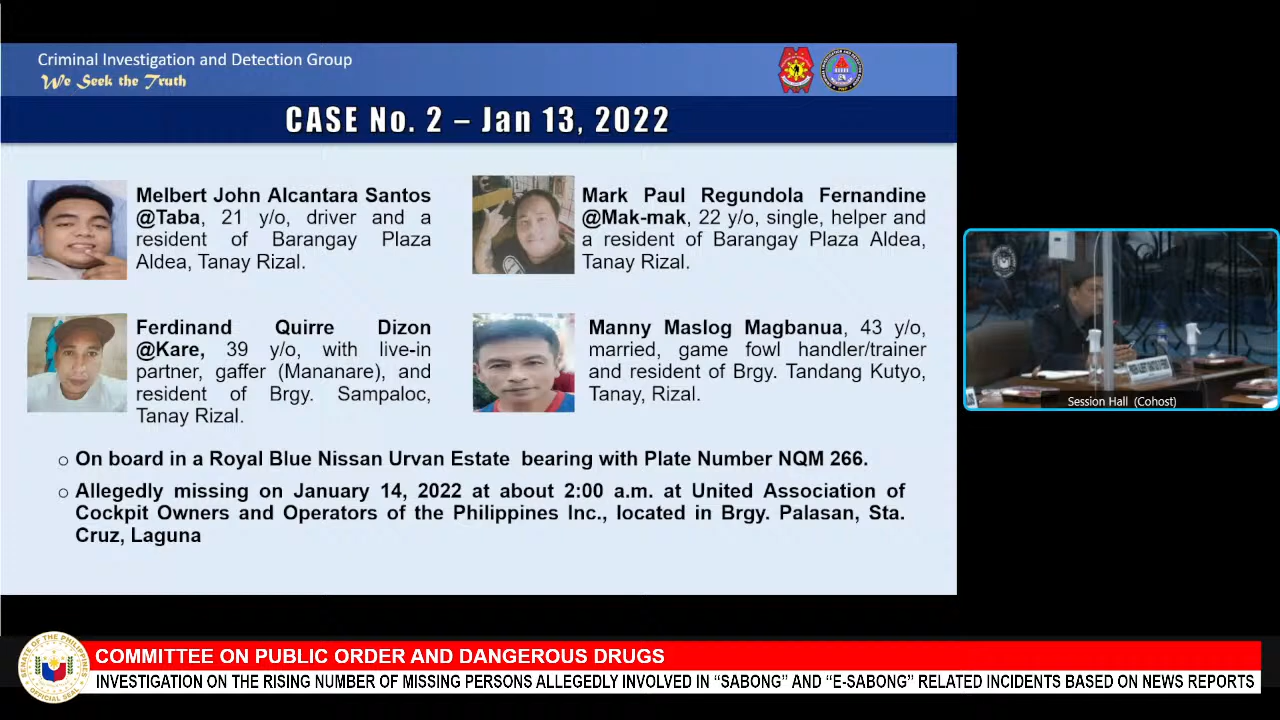 Criminal Investigation and Detection Group
We Seek the Truth
CASE No. 2 – Jan 13, 2022
Melbert John Alcantara Santos
@Taba, 21 y/o, driver and a
resident of Barangay Plaza
Aldea, Tanay Rizal.
Mark Paul Regundola Fernandine
@Mak-mak, 22 y/o, single, helper and
a resident of Barangay Plaza Aldea,
Tanay Rizal.
Ferdinand Quirre Dizon
@Kare, 39 y/o, with live-in
partner, gaffer (Mananare), and
resident of Brgy. Sampaloc,
Tanay Rizal.
Manny Maslog Magbanua, 43 y/o,
married, game fowl handler/trainer
and resident of Brgy. Tandang Kutyo,
Tanay, Rizal.
○ On board in a Royal Blue Nissan Urvan Estate bearing with Plate Number NQM 266.
○ Allegedly missing on January 14, 2022 at about 2:00 a.m. at United Association of
Cockpit Owners and Operators of the Philippines Inc., located in Brgy. Palasan, Sta.
Cruz, Laguna
Session Hall (Cohost)
SENATE OF THE PHILIPPINES
OFFICIAL SEAL
COMMITTEE ON PUBLIC ORDER AND DANGEROUS DRUGS
INVESTIGATION ON THE RISING NUMBER OF MISSING PERSONS ALLEGEDLY INVOLVED IN “SABONG” AND “E-SABONG” RELATED INCIDENTS BASED ON NEWS REPORTS